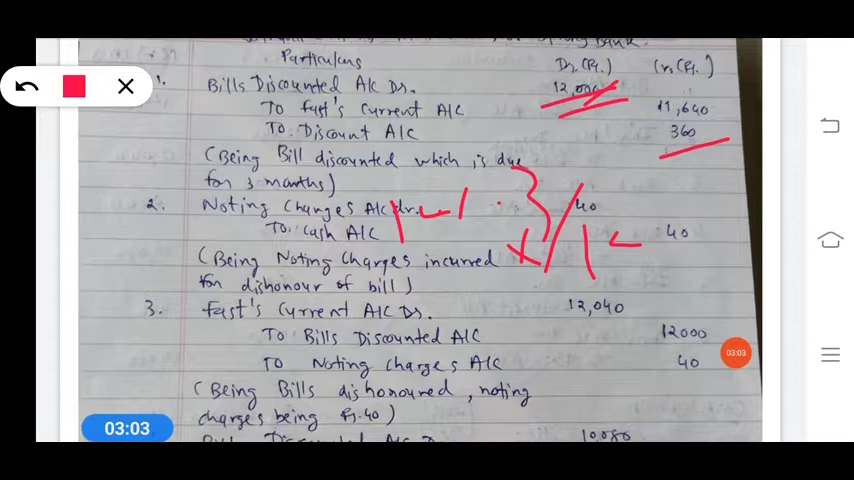 Bank.
Particulars Dr.(Rs.) Cr.(Rs.)
1. Bills Discounted A/C Dr. 12,000
To Fast's Current A/C 11,640
To Discount A/C 360
(Being Bill discounted which is due
for 3 months)
2. Noting Charges A/C dr. 40
To Cash A/C 40
(Being Noting Charges incurred
for dishonour of bill)
3. Fast's Current A/C Dr. 12,040
To Bills Discounted A/C 12000
To Noting charges A/C 40
(Being Bills dishonoured, noting
charges being Rs.40)
10,080
03:03
03:03